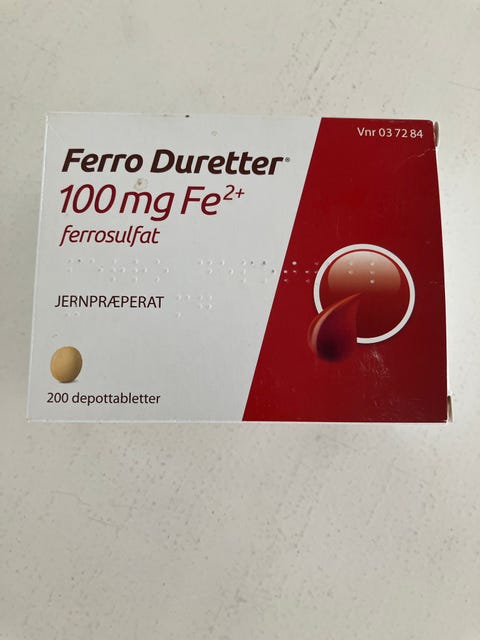 Vnr 03 72 84
Ferro Duretter®
100 mg Fe2+
ferrosulfat
JERNPRÆPERAT
200 depottabletter